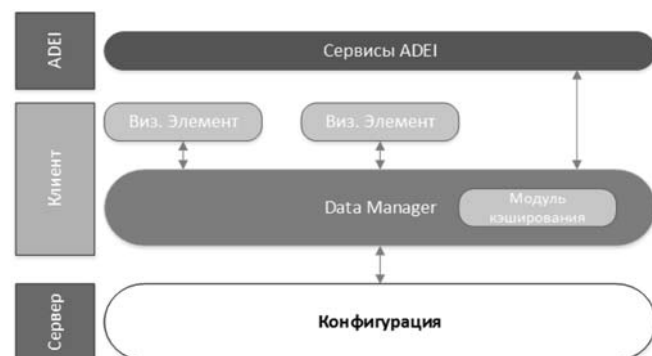 ADEI
Сервисы ADEI
Клиент
Виз. Элемент
Виз. Элемент
Data Manager
Модуль
кэширования
Сервер
Конфигурация